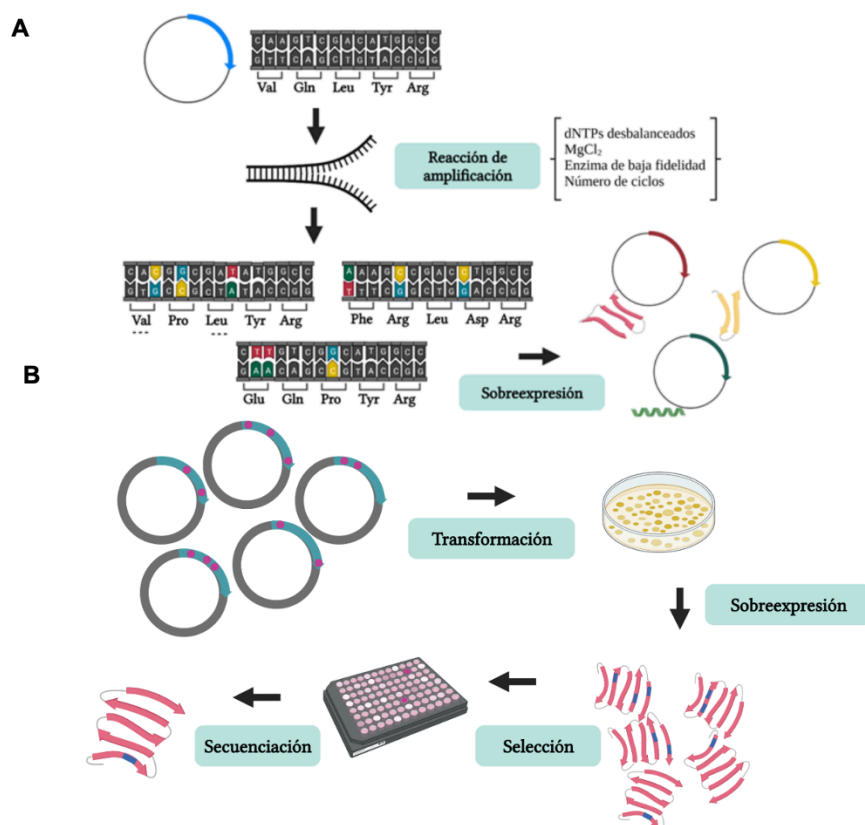 A
C A A G T C G A C A T G G C C
G T T C A G C T G T A C C G G
Val Gln Leu Tyr Arg
Reacción de
amplificación
dNTPs desbalanceados
MgCl₂
Enzima de baja fidelidad
Número de ciclos
C A C G G C G A T A T G G C C
G T G C C G C T A T A C C G G
Val Pro Leu Tyr Arg
A A A G C C G A C C T G G C C
T T T C G G C T G G A C C G G
Phe Arg Leu Asp Arg
C T T G T C G G C A T G G C C
G A A C A G C C G T A C C G G
Glu Gln Pro Tyr Arg
Sobreexpresión
B
Transformación
Sobreexpresión
Selección
Secuenciación